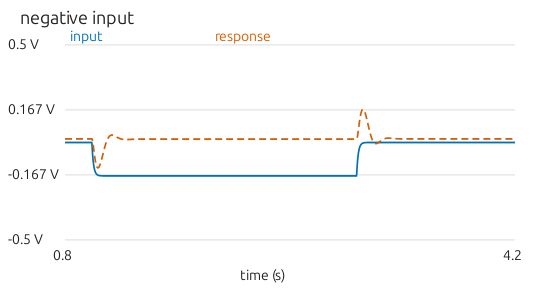 negative input
input response
0.5 V
0.167 V
-0.167 V
-0.5 V
0.8 4.2
time (s)